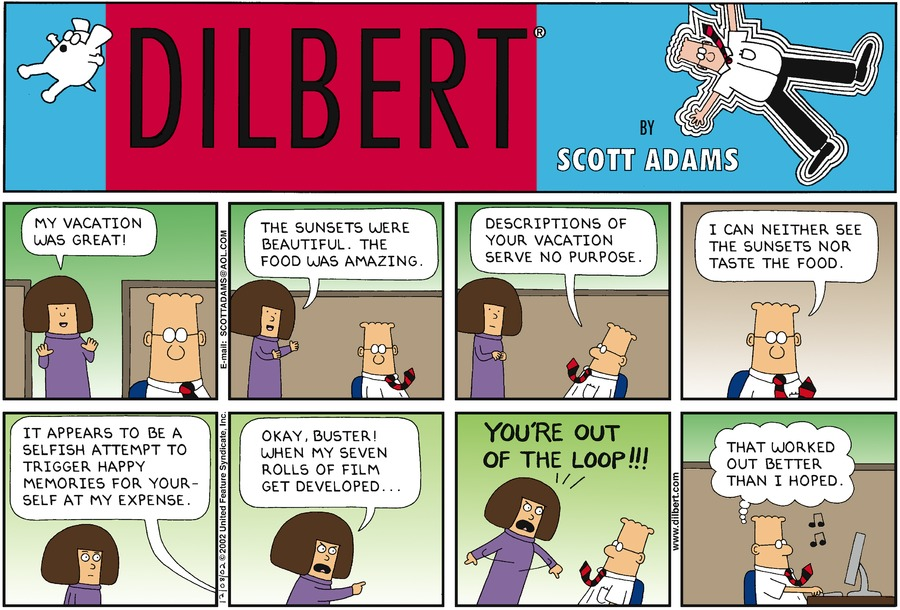 DILBERT®
BY
SCOTT ADAMS
MY VACATION
WAS GREAT!
E-mail: SCOTTADAMS@AOL.COM
THE SUNSETS WERE
BEAUTIFUL. THE
FOOD WAS AMAZING.
DESCRIPTIONS OF
YOUR VACATION
SERVE NO PURPOSE.
I CAN NEITHER SEE
THE SUNSETS NOR
TASTE THE FOOD.
IT APPEARS TO BE A
SELFISH ATTEMPT TO
TRIGGER HAPPY
MEMORIES FOR YOUR-
SELF AT MY EXPENSE.
12/08/02 © 2002 United Feature Syndicate, Inc.
OKAY, BUSTER!
WHEN MY SEVEN
ROLLS OF FILM
GET DEVELOPED...
YOU'RE OUT
OF THE LOOP!!!
www.dilbert.com
THAT WORKED
OUT BETTER
THAN I HOPED.